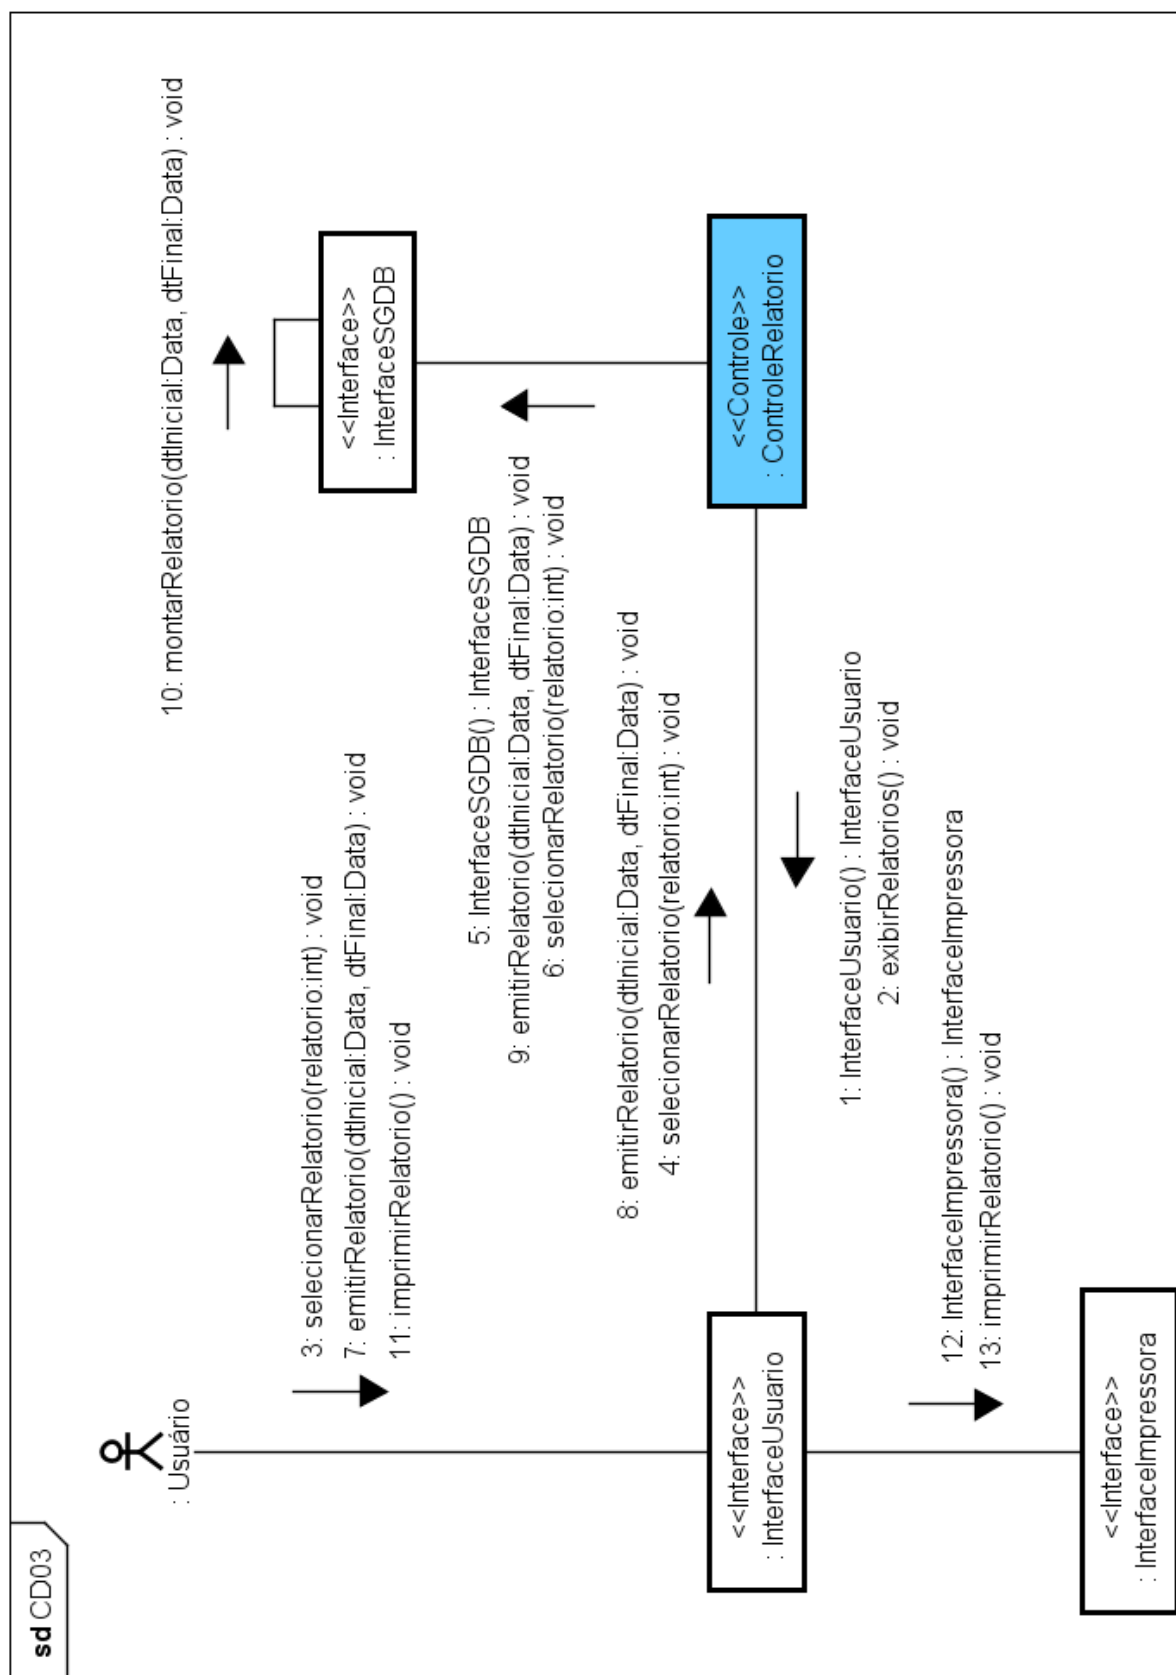 sd CD03
: Usuário
3: selecionarRelatorio(relatorio:int) : void
7: emitirRelatorio(dtInicial:Data, dtFinal:Data) : void
11: imprimirRelatorio() : void
10: montarRelatorio(dtInicial:Data, dtFinal:Data) : void
<<Interface>>
: InterfaceSGDB
5: InterfaceSGDB() : InterfaceSGDB
9: emitirRelatorio(dtInicial:Data, dtFinal:Data) : void
6: selecionarRelatorio(relatorio:int) : void
8: emitirRelatorio(dtInicial:Data, dtFinal:Data) : void
4: selecionarRelatorio(relatorio:int) : void
<<Interface>>
: InterfaceUsuario
<<Controle>>
: ControleRelatorio
1: InterfaceUsuario() : InterfaceUsuario
2: exibirRelatorios() : void
12: InterfaceImpressora() : InterfaceImpressora
13: imprimirRelatorio() : void
<<Interface>>
: InterfaceImpressora